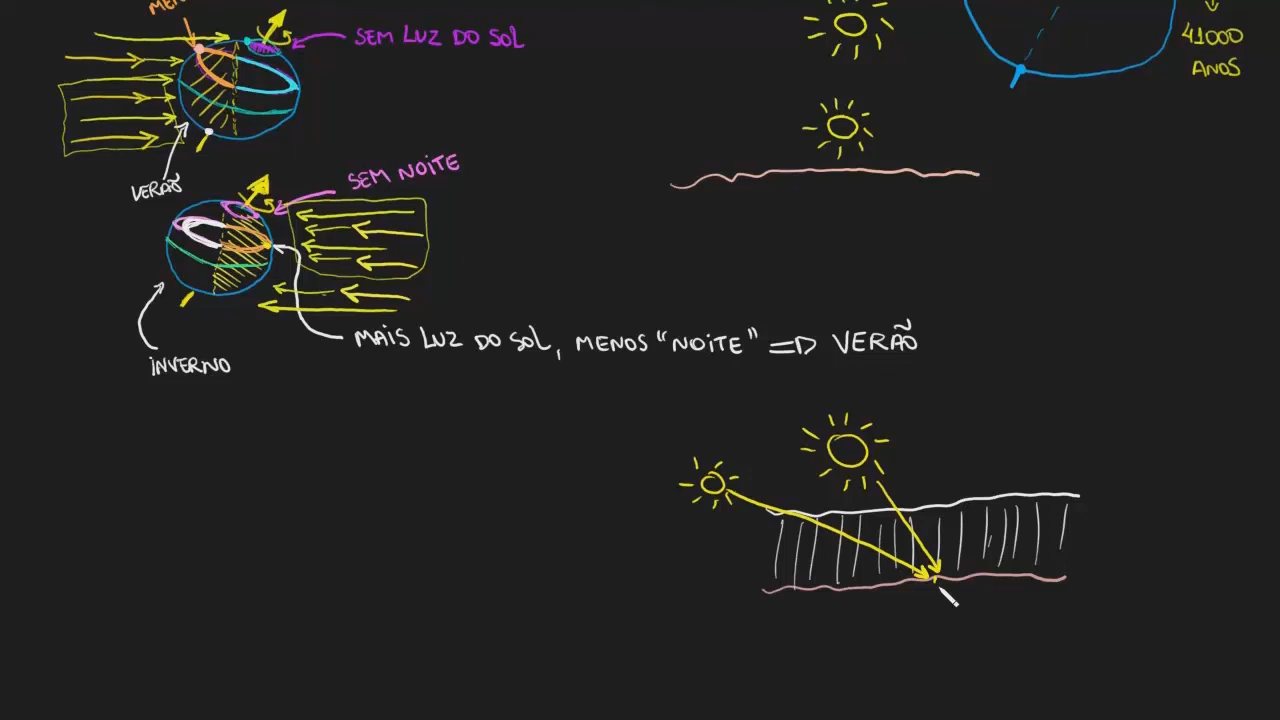 SEM LUZ DO SOL
41000
ANOS
VERÃO
SEM NOITE
MAIS LUZ DO SOL, MENOS "NOITE" => VERÃO
INVERNO